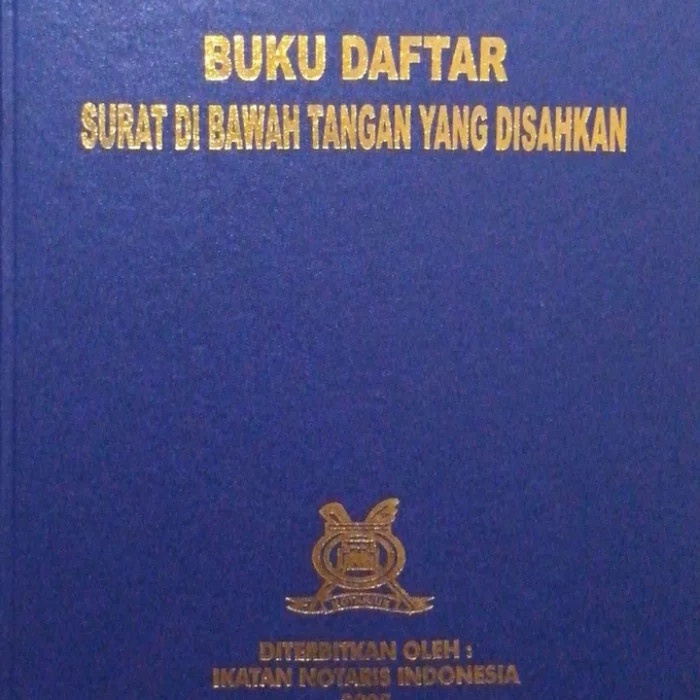 BUKU DAFTAR
SURAT DI BAWAH TANGAN YANG DISAHKAN
DITERBITKAN OLEH :
IKATAN NOTARIS INDONESIA